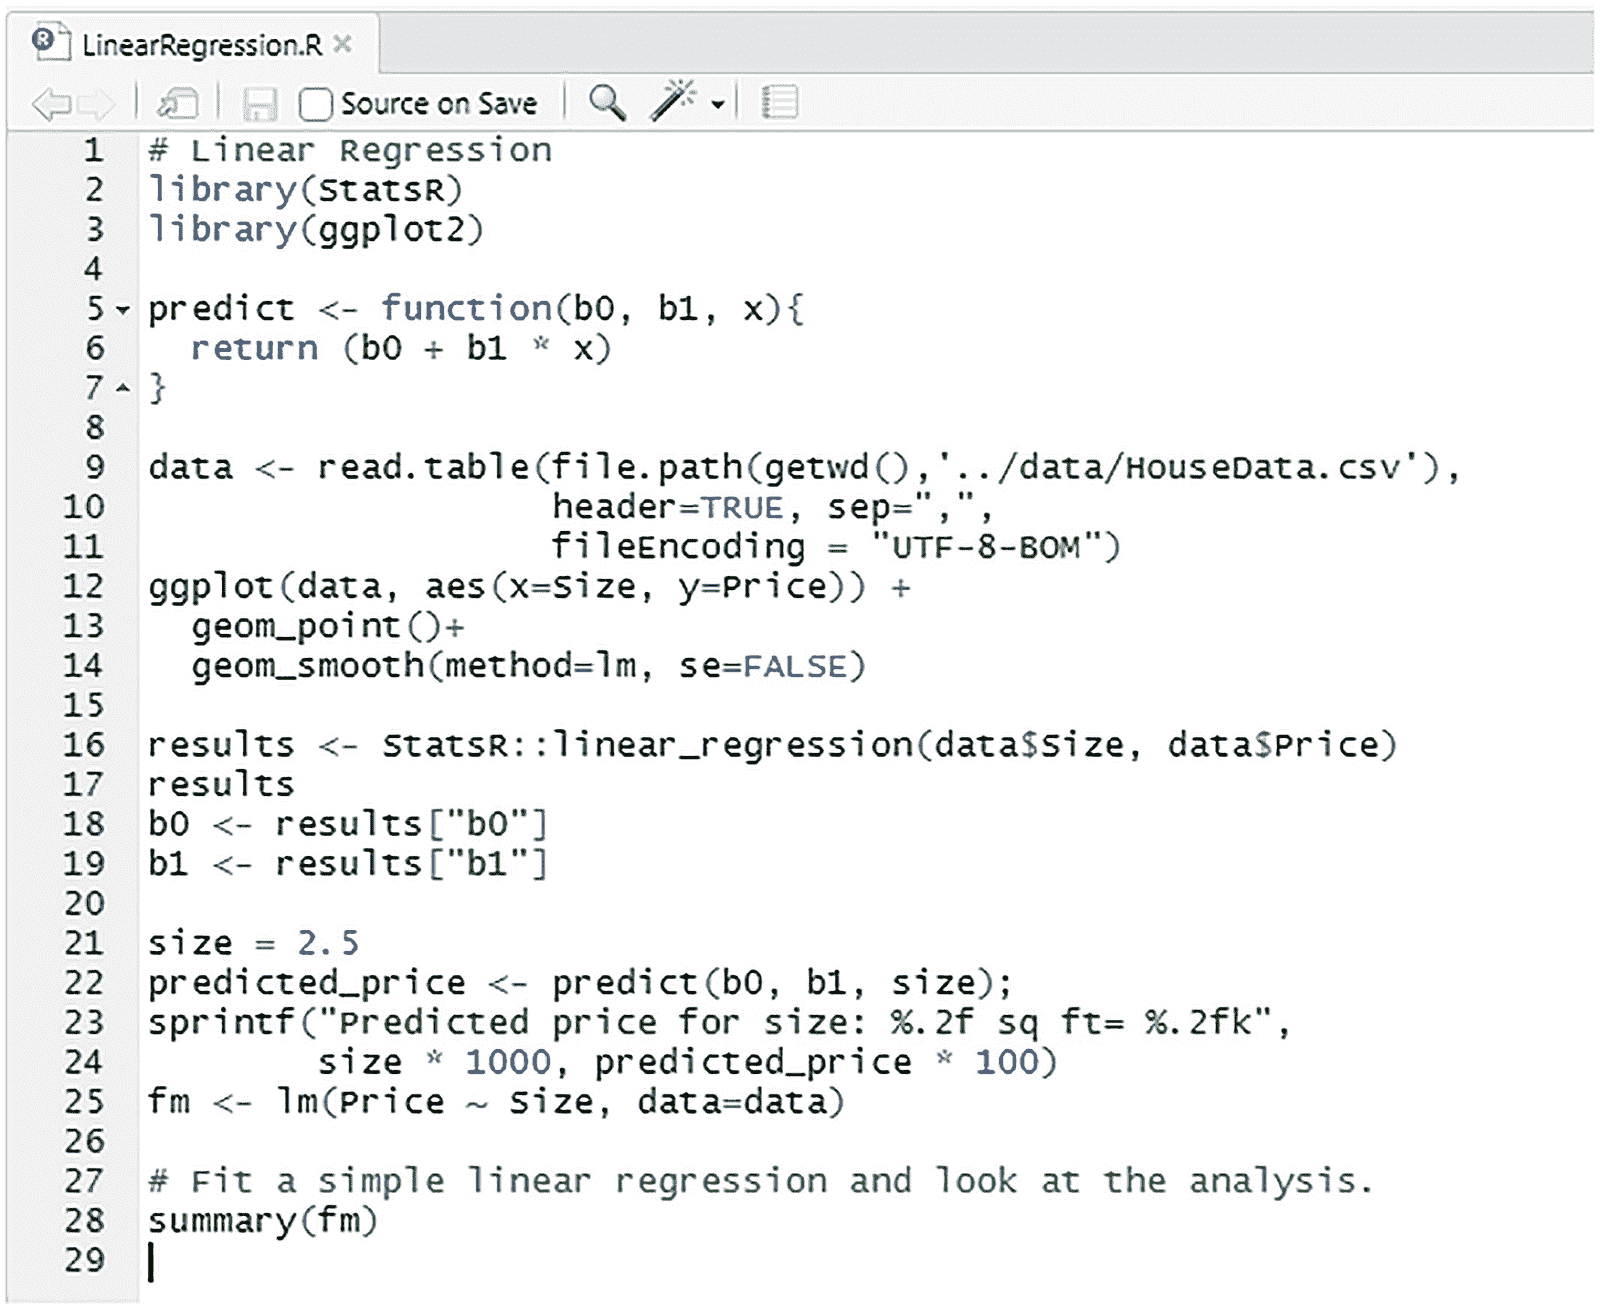 LinearRegression.R
Source on Save
1 # Linear Regression
2 library(StatsR)
3 library(ggplot2)
4
5 predict <- function(b0, b1, x){
6   return (b0 + b1 * x)
7 }
8
9 data <- read.table(file.path(getwd(),'../data/HouseData.csv'),
10                    header=TRUE, sep=",",
11                    fileEncoding = "UTF-8-BOM")
12 ggplot(data, aes(x=Size, y=Price)) +
13   geom_point()+
14   geom_smooth(method=lm, se=FALSE)
15
16 results <- StatsR::linear_regression(data$Size, data$Price)
17 results
18 b0 <- results["b0"]
19 b1 <- results["b1"]
20
21 size = 2.5
22 predicted_price <- predict(b0, b1, size);
23 sprintf("Predicted price for size: %.2f sq ft= %.2fk",
24         size * 1000, predicted_price * 100)
25 fm <- lm(Price ~ Size, data=data)
26
27 # Fit a simple linear regression and look at the analysis.
28 summary(fm)
29